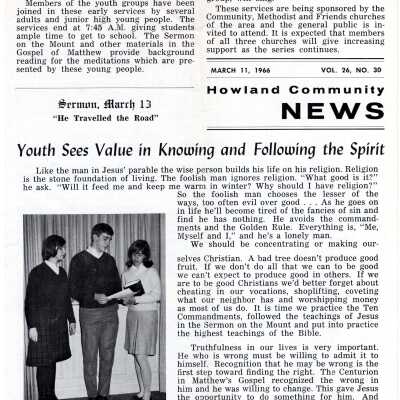 Members of the youth groups have been
joined in these early services by several
adults and junior high young people. The
services end at 7:45 A.M. giving students
ample time to get to school. The Sermon
on the Mount and other materials in the
Gospel of Matthew provide background
reading for the meditations which are pre-
sented by these young people.
Sermon, March 13
"He Travelled the Road"
These services are being sponsored by the
Community, Methodist and Friends churches
of the area and the general public is in-
vited to attend. It is expected that members
of all three churches will give increasing
support as the series continues.
MARCH 11, 1966 VOL. 26, NO. 30
Howland Community
NEWS
Youth Sees Value in Knowing and Following the Spirit
Like the man in Jesus' parable the wise person builds his life on his religion. Religion
is the stone foundation of living. The foolish man ignores religion. "What good is it?"
he ask. "Will it feed me and keep me warm in winter? Why should I have religion?"
So the foolish man chooses the lesser of the
ways, too often evil over good . . . As he goes on
in life he'll become tired of the fancies of sin and
find he has nothing. He avoids the command-
ments and the Golden Rule. Everything is, "Me,
Myself and I," and he's a lonely man.
We should be concentrating or making our-
selves Christian. A bad tree doesn't produce good
fruit. If we don't do all that we can to be good
we can't expect to produce good in others. If we
are to be good Christians we'd better forget about
cheating in our vocations, shoplifting, coveting
what our neighbor has and worshipping money
as most of us do. It is time we practice the Ten
Commandments, followed the teachings of Jesus
in the Sermon on the Mount and put into practice
the highest teachings of the Bible.
Truthfulness in our lives is very important.
He who is wrong must be willing to admit it to
himself. Recognition that he may be wrong is the
first step toward finding the right. The Centurion
in Matthew's Gospel recognized the wrong in
him and he was willing to change. This gave Jesus
the opportunity to do something for him. And